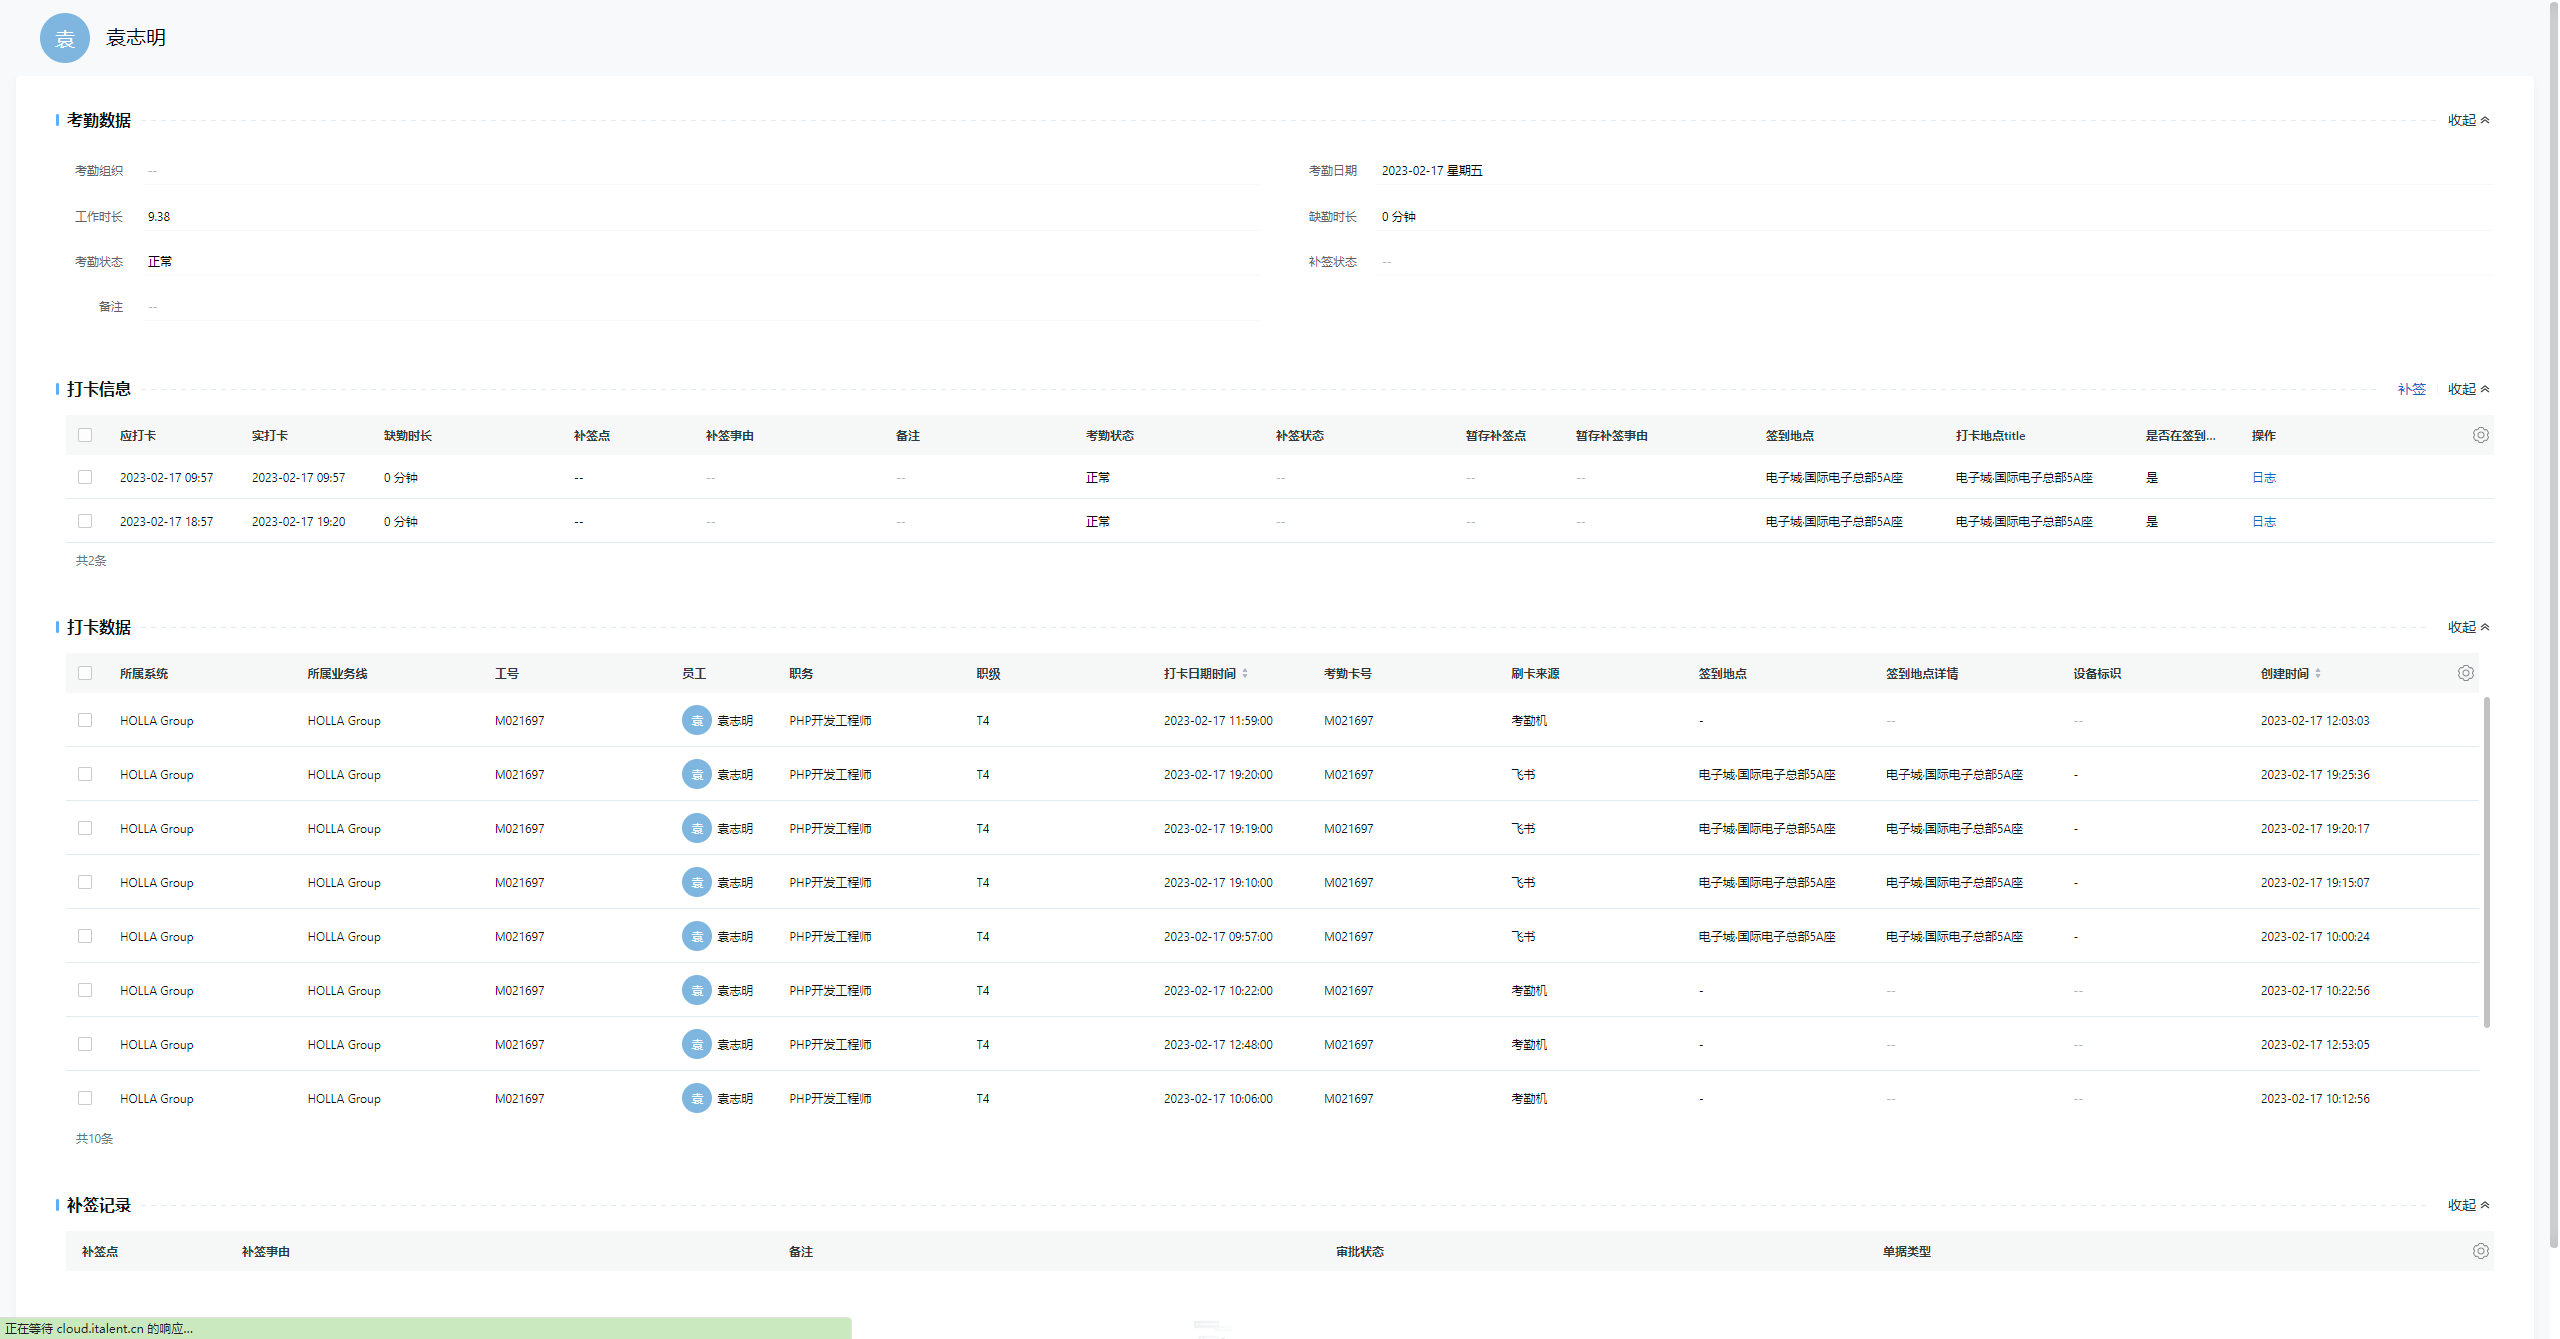 袁 袁志明
考勤数据 收起
考勤组织 -- 考勤日期 2023-02-17 星期五
工作时长 9.38 缺勤时长 0 分钟
考勤状态 正常 补签状态 --
备注 --
打卡信息 补签 收起
应打卡 实打卡 缺勤时长 补签点 补签事由 备注 考勤状态 补签状态 暂存补签点 暂存补签事由 签到地点 打卡地点title 是否在签到... 操作
2023-02-17 09:57 2023-02-17 09:57 0 分钟 -- -- -- 正常 -- -- -- 电子城·国际电子总部5A座 电子城·国际电子总部5A座 是 日志
2023-02-17 18:57 2023-02-17 19:20 0 分钟 -- -- -- 正常 -- -- -- 电子城·国际电子总部5A座 电子城·国际电子总部5A座 是 日志
共2条
打卡数据 收起
所属系统 所属业务线 工号 员工 职务 职级 打卡日期时间 考勤卡号 刷卡来源 签到地点 签到地点详情 设备标识 创建时间
HOLLA Group HOLLA Group M021697 袁 袁志明 PHP开发工程师 T4 2023-02-17 11:59:00 M021697 考勤机 - -- -- 2023-02-17 12:03:03
HOLLA Group HOLLA Group M021697 袁 袁志明 PHP开发工程师 T4 2023-02-17 19:20:00 M021697 飞书 电子城·国际电子总部5A座 电子城·国际电子总部5A座 - 2023-02-17 19:25:36
HOLLA Group HOLLA Group M021697 袁 袁志明 PHP开发工程师 T4 2023-02-17 19:19:00 M021697 飞书 电子城·国际电子总部5A座 电子城·国际电子总部5A座 - 2023-02-17 19:20:17
HOLLA Group HOLLA Group M021697 袁 袁志明 PHP开发工程师 T4 2023-02-17 19:10:00 M021697 飞书 电子城·国际电子总部5A座 电子城·国际电子总部5A座 - 2023-02-17 19:15:07
HOLLA Group HOLLA Group M021697 袁 袁志明 PHP开发工程师 T4 2023-02-17 09:57:00 M021697 飞书 电子城·国际电子总部5A座 电子城·国际电子总部5A座 - 2023-02-17 10:00:24
HOLLA Group HOLLA Group M021697 袁 袁志明 PHP开发工程师 T4 2023-02-17 10:22:00 M021697 考勤机 - -- -- 2023-02-17 10:22:56
HOLLA Group HOLLA Group M021697 袁 袁志明 PHP开发工程师 T4 2023-02-17 12:48:00 M021697 考勤机 - -- -- 2023-02-17 12:53:05
HOLLA Group HOLLA Group M021697 袁 袁志明 PHP开发工程师 T4 2023-02-17 10:06:00 M021697 考勤机 - -- -- 2023-02-17 10:12:56
共10条
补签记录 收起
补签点 补签事由 备注 审批状态 单据类型
正在等待 cloud.italent.cn 的响应...